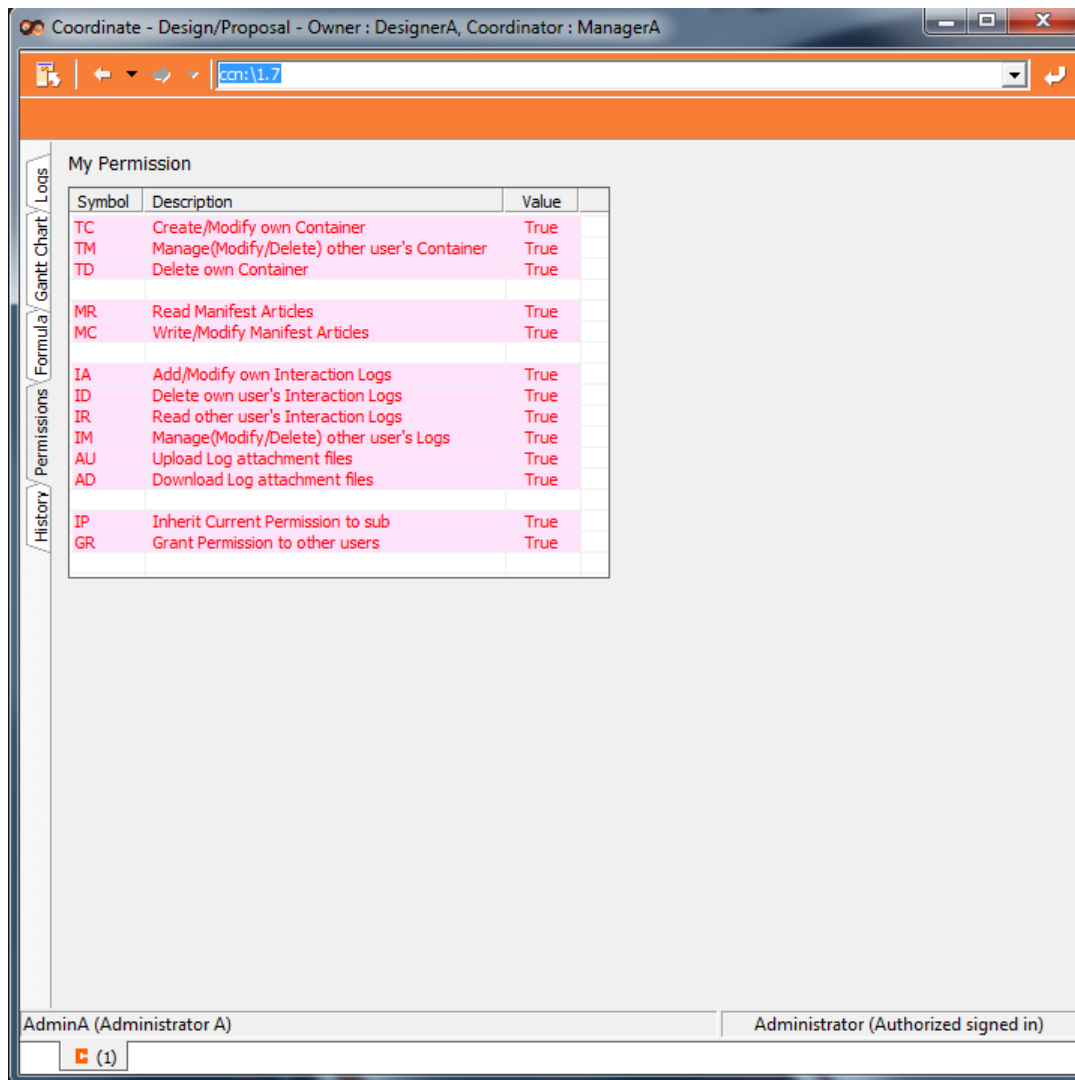 Coordinate - Design/Proposal - Owner : DesignerA, Coordinator : ManagerA
ccn:\1.7
Logs
Gantt Chart
Formula
Permissions
History
My Permission
Symbol Description Value
TC Create/Modify own Container True
TM Manage(Modify/Delete) other user's Container True
TD Delete own Container True
MR Read Manifest Articles True
MC Write/Modify Manifest Articles True
IA Add/Modify own Interaction Logs True
ID Delete own user's Interaction Logs True
IR Read other user's Interaction Logs True
IM Manage(Modify/Delete) other user's Logs True
AU Upload Log attachment files True
AD Download Log attachment files True
IP Inherit Current Permission to sub True
GR Grant Permission to other users True
AdminA (Administrator A) Administrator (Authorized signed in)
(1)